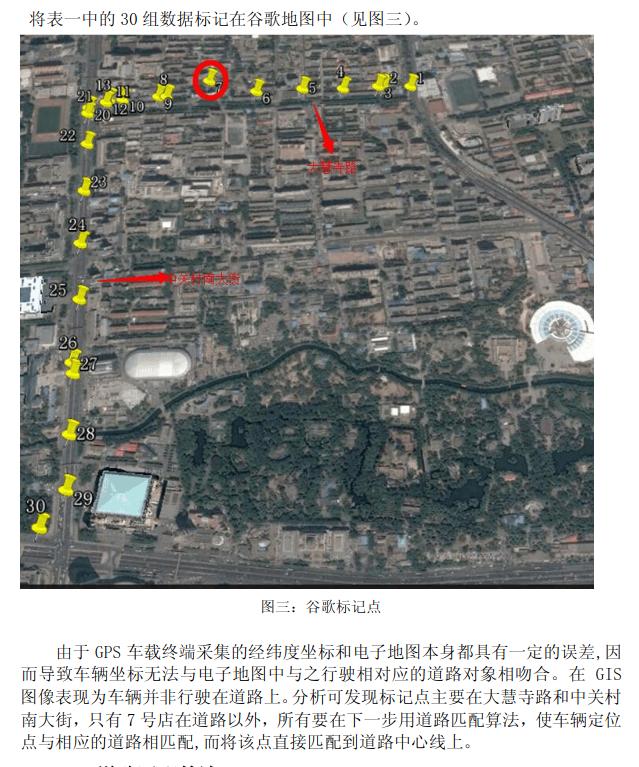 将表一中的 30 组数据标记在谷歌地图中（见图三）。
1
2
3
4
5
6
7
8
9
10
11
12
13
20
21
22
23
24
25
26
27
28
29
30
大慧寺路
中关村南大街
图三：谷歌标记点
由于 GPS 车载终端采集的经纬度坐标和电子地图本身都具有一定的误差,因
而导致车辆坐标无法与电子地图中与之行驶相对应的道路对象相吻合。在 GIS
图像表现为车辆并非行驶在道路上。分析可发现标记点主要在大慧寺路和中关村
南大街，只有 7 号店在道路以外，所有要在下一步用道路匹配算法，使车辆定位
点与相应的道路相匹配,而将该点直接匹配到道路中心线上。